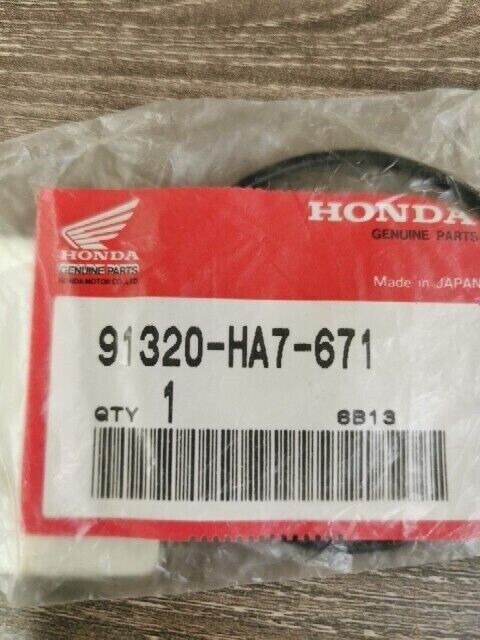 HONDA
GENUINE PARTS
Made in JAPAN
HONDA
GENUINE PARTS
HONDA MOTOR CO.,LTD.
91320-HA7-671
QTY 1 6B13